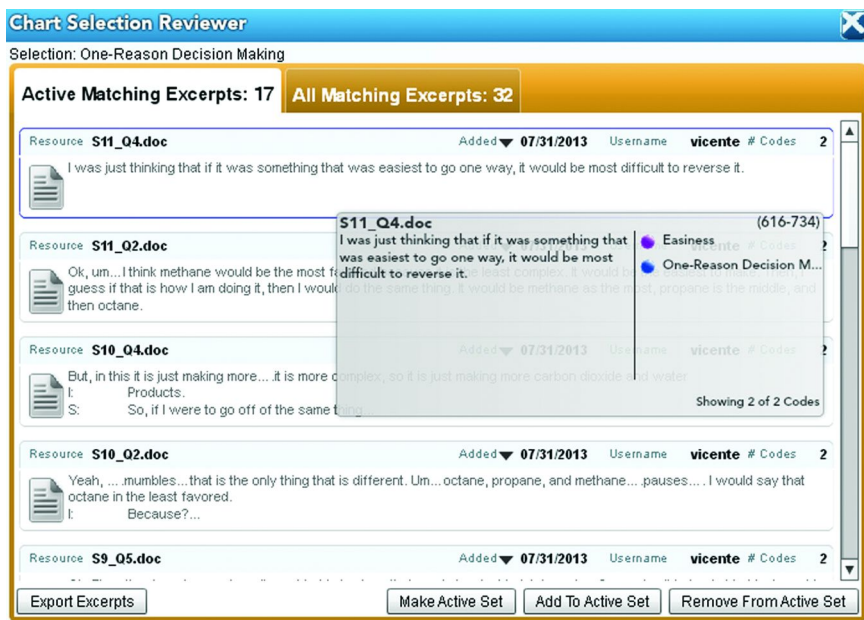 Chart Selection Reviewer
Selection: One-Reason Decision Making
Active Matching Excerpts: 17 All Matching Excerpts: 32
Resource S11_Q4.doc Added 07/31/2013 Username vicente # Codes 2
I was just thinking that if it was something that was easiest to go one way, it would be most difficult to reverse it.
S11_Q4.doc (616-734)
I was just thinking that if it was something that
was easiest to go one way, it would be most
difficult to reverse it.
Easiness
One-Reason Decision M...
Showing 2 of 2 Codes
Resource S11_Q2.doc 2
Ok, um...I think methane would be the most
guess if that is how I am doing it, then I would do the same thing. It would be methane as the most, propane is the middle, and
then octane.
Resource S10_Q4.doc Added 07/31/2013 Username vicente # Codes 2
But, in this it is just making more... .it is more complex, so it is just making more carbon dioxide and water.
I: Products.
S: So, if I were to go off of the same thing...
Resource S10_Q2.doc Added 07/31/2013 Username vicente # Codes 2
Yeah, ... .mumbles...that is the only thing that is different. Um...octane, propane, and methane... .pauses... . I would say that
octane in the least favored.
I: Because?...
Resource S9_Q5.doc Added 07/31/2013 Username vicente # Codes 2
Export Excerpts Make Active Set Add To Active Set Remove From Active Set